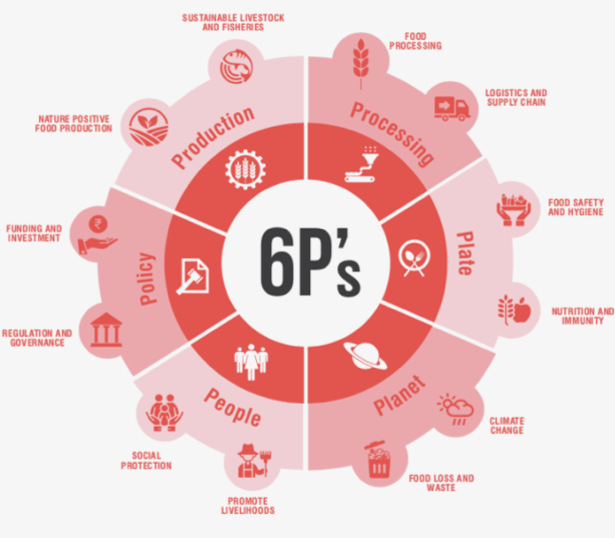 SUSTAINABLE LIVESTOCK
AND FISHERIES
FOOD
PROCESSING
LOGISTICS AND
SUPPLY CHAIN
NATURE POSITIVE
FOOD PRODUCTION
Production
Processing
FOOD SAFETY
AND HYGIENE
FUNDING AND
INVESTMENT
₹
Policy
6P's
Plate
NUTRITION AND
IMMUNITY
REGULATION AND
GOVERNANCE
People
Planet
CLIMATE
CHANGE
SOCIAL
PROTECTION
FOOD LOSS AND
WASTE
PROMOTE
LIVELIHOODS